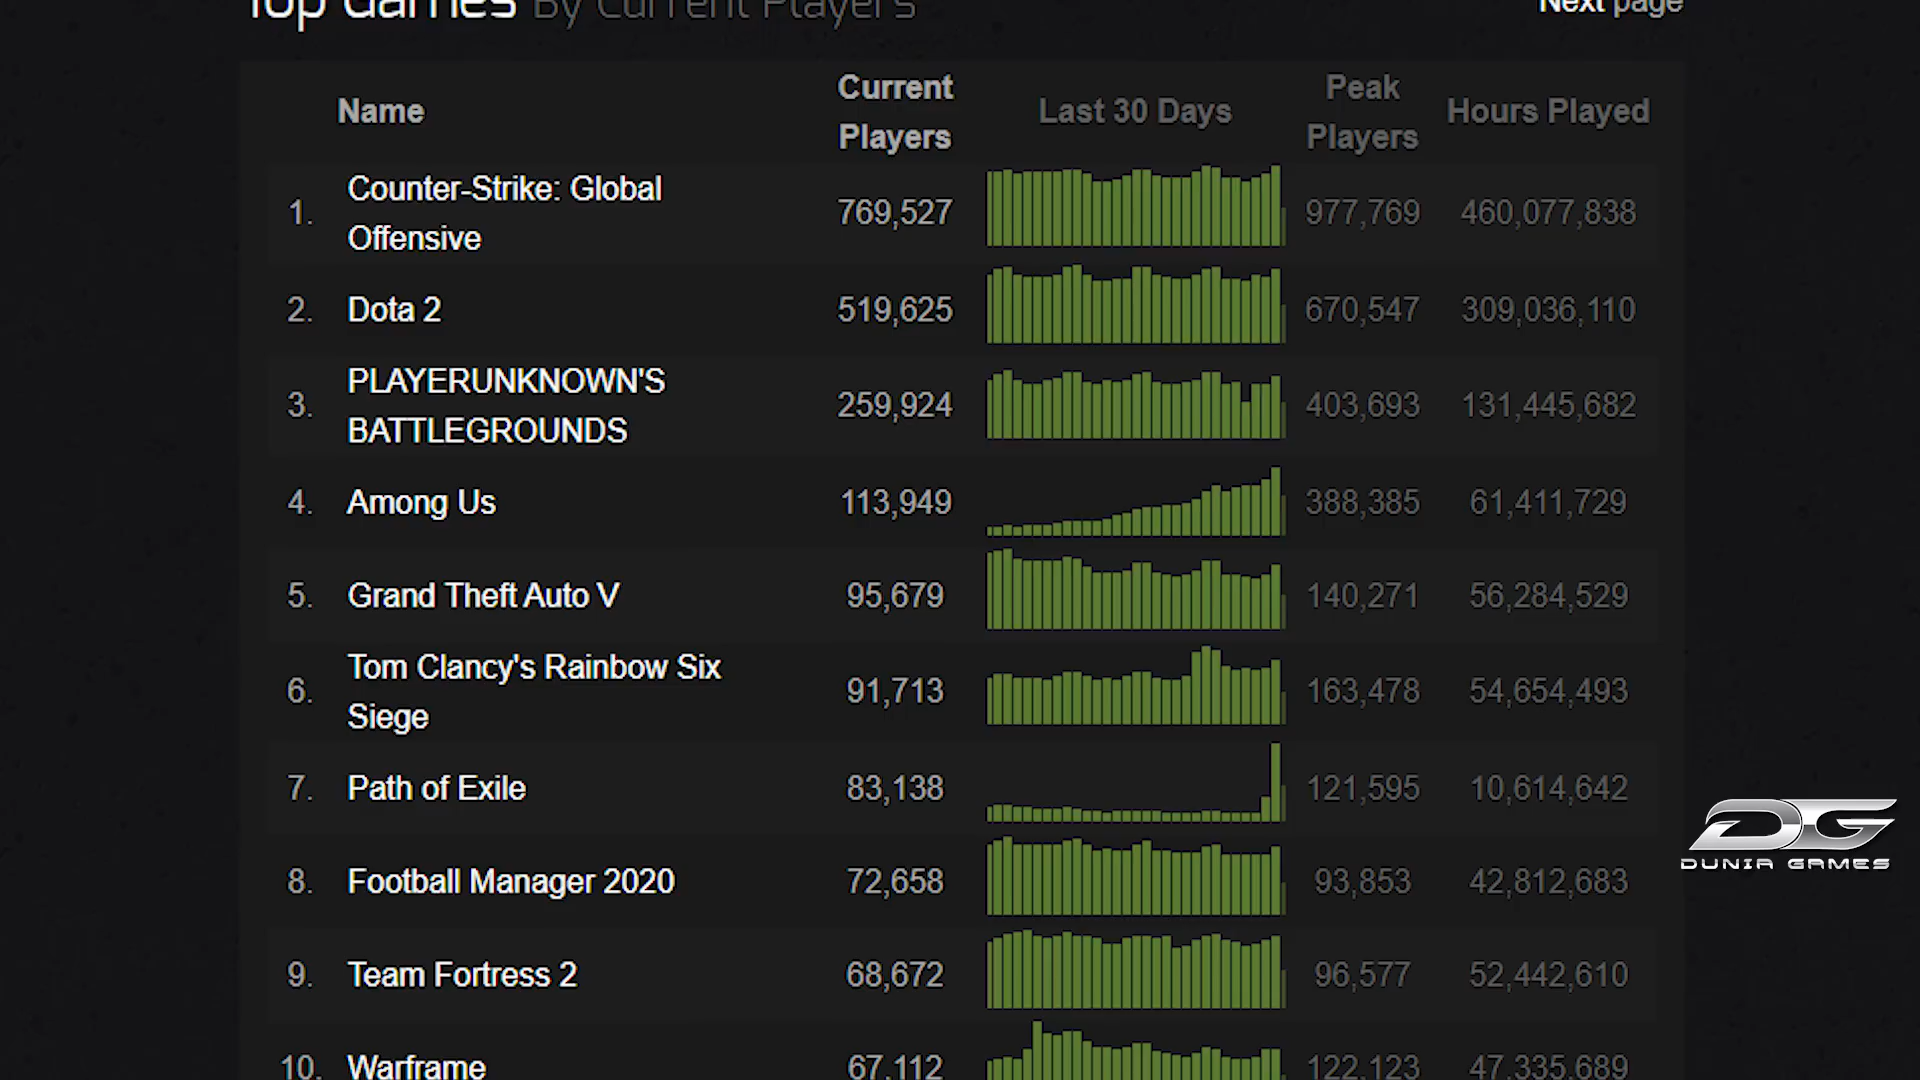 Top Games By Current Players
Next page
Name
Current
Players
Last 30 Days
Peak
Players
Hours Played
1. Counter-Strike: Global
Offensive
769,527 977,769 460,077,838
2. Dota 2 519,625 670,547 309,036,110
3. PLAYERUNKNOWN'S
BATTLEGROUNDS
259,924 403,693 131,445,682
4. Among Us 113,949 388,385 61,411,729
5. Grand Theft Auto V 95,679 140,271 56,284,529
6. Tom Clancy's Rainbow Six
Siege
91,713 163,478 54,654,493
7. Path of Exile 83,138 121,595 10,614,642
8. Football Manager 2020 72,658 93,853 42,812,683
9. Team Fortress 2 68,672 96,577 52,442,610
10. Warframe 67,112 122,123 47,335,689
DG
DUNIA GAMES